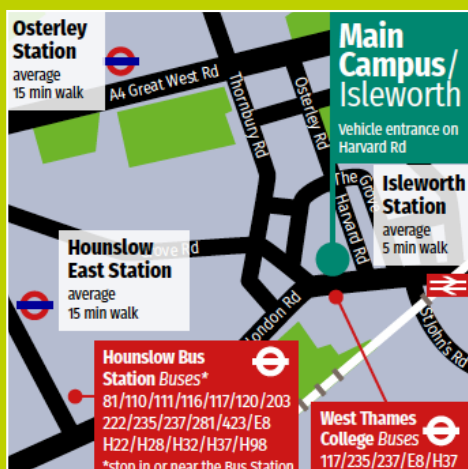 Osterley
Station
average
15 min walk
A4 Great West Rd
Thornbury Rd
Osterley Rd
Main
Campus/
Isleworth
Vehicle entrance on
Harvard Rd
The Grove
Harvard Rd
Isleworth
Station
average
5 min walk
Hounslow
East Station
average
15 min walk
ove Rd
London Rd
St John's Rd
Hounslow Bus
Station Buses*
81/110/111/116/117/120/203
222/235/237/281/423/E8
H22/H28/H32/H37/H98
*stop in or near the Bus Station
West Thames
College Buses
117/235/237/E8/H37